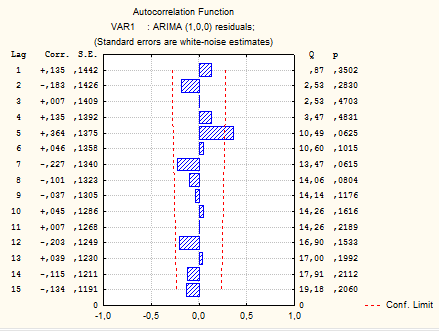 Autocorrelation Function
VAR1 : ARIMA (1,0,0) residuals;
(Standard errors are white-noise estimates)
Lag Corr. S.E. Q p
1 +,135 ,1442 ,87 ,3502
2 -,183 ,1426 2,53 ,2830
3 +,007 ,1409 2,53 ,4703
4 +,135 ,1392 3,47 ,4831
5 +,364 ,1375 10,49 ,0625
6 +,046 ,1358 10,60 ,1015
7 -,227 ,1340 13,47 ,0615
8 -,101 ,1323 14,06 ,0804
9 -,037 ,1305 14,14 ,1176
10 +,045 ,1286 14,26 ,1616
11 +,007 ,1268 14,26 ,2189
12 -,203 ,1249 16,90 ,1533
13 +,039 ,1230 17,00 ,1992
14 -,115 ,1211 17,91 ,2112
15 -,134 ,1191 19,18 ,2060
0 0
-1,0 -0,5 0,0 0,5 1,0
Conf. Limit